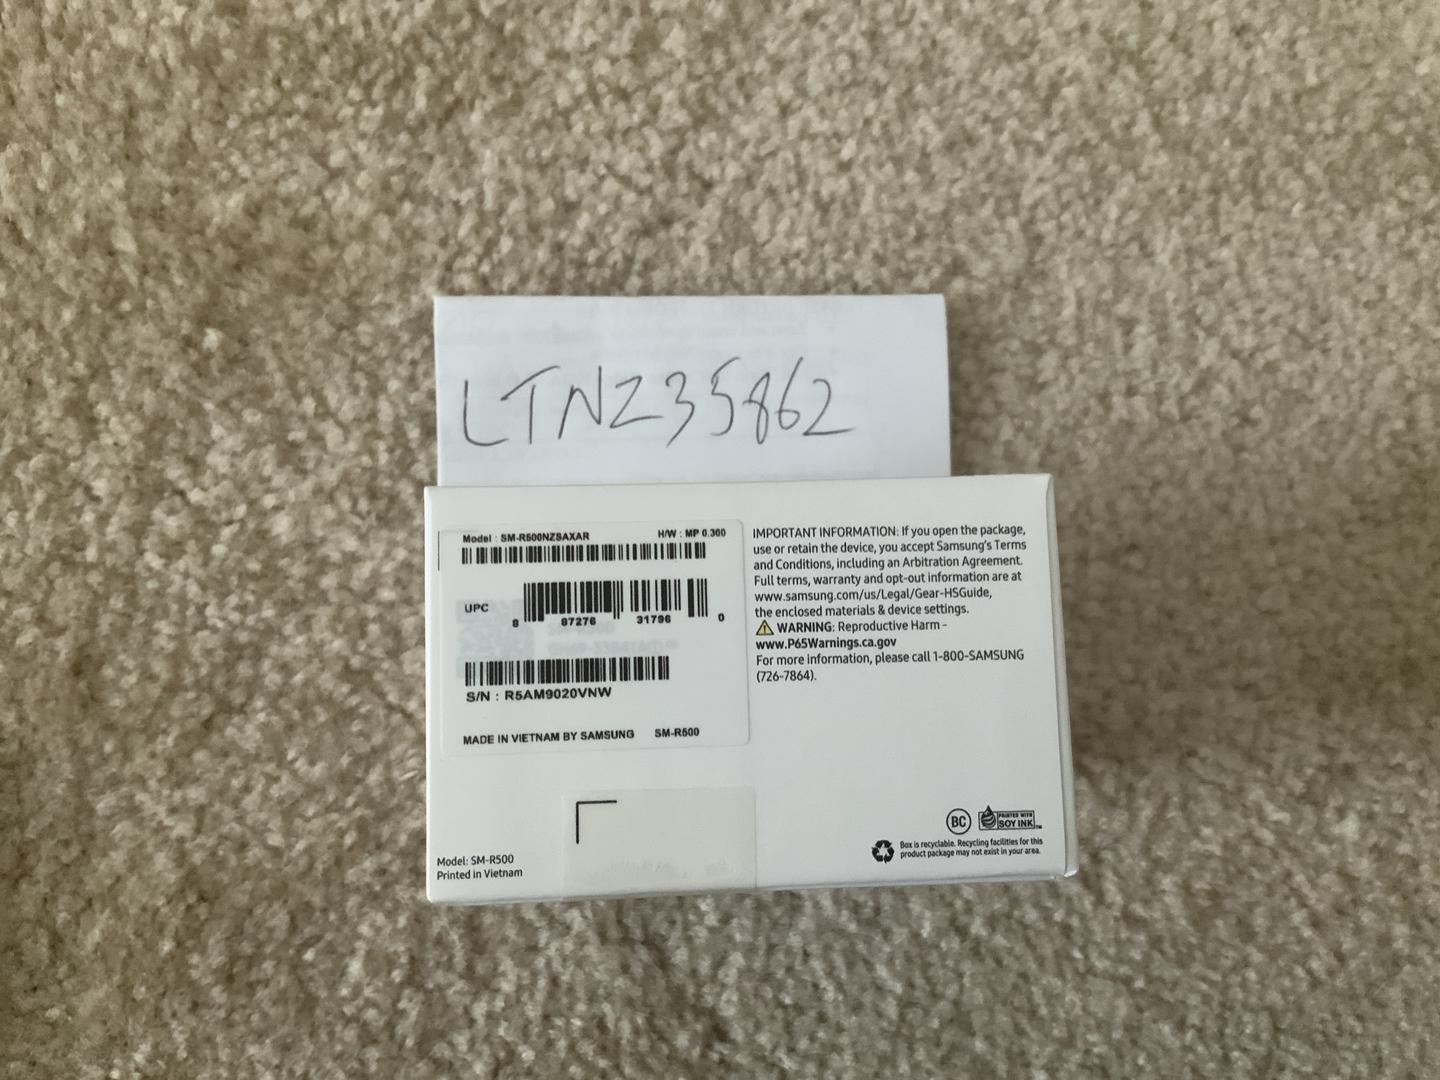 LTNZ35862
Model : SM-R500NZSAXAR H/W : MP 0.300
UPC
8 87276 31796 0
S/N : R5AM9020VNW
MADE IN VIETNAM BY SAMSUNG SM-R500
IMPORTANT INFORMATION: If you open the package,
use or retain the device, you accept Samsung's Terms
and Conditions, including an Arbitration Agreement.
Full terms, warranty and opt-out information are at
www.samsung.com/us/Legal/Gear-HSGuide,
the enclosed materials & device settings.
WARNING: Reproductive Harm -
www.P65Warnings.ca.gov
For more information, please call 1-800-SAMSUNG
(726-7864).
Model: SM-R500
Printed in Vietnam
BC
PRINTED WITH
SOY INK™
Box is recyclable. Recycling facilities for this
product package may not exist in your area.